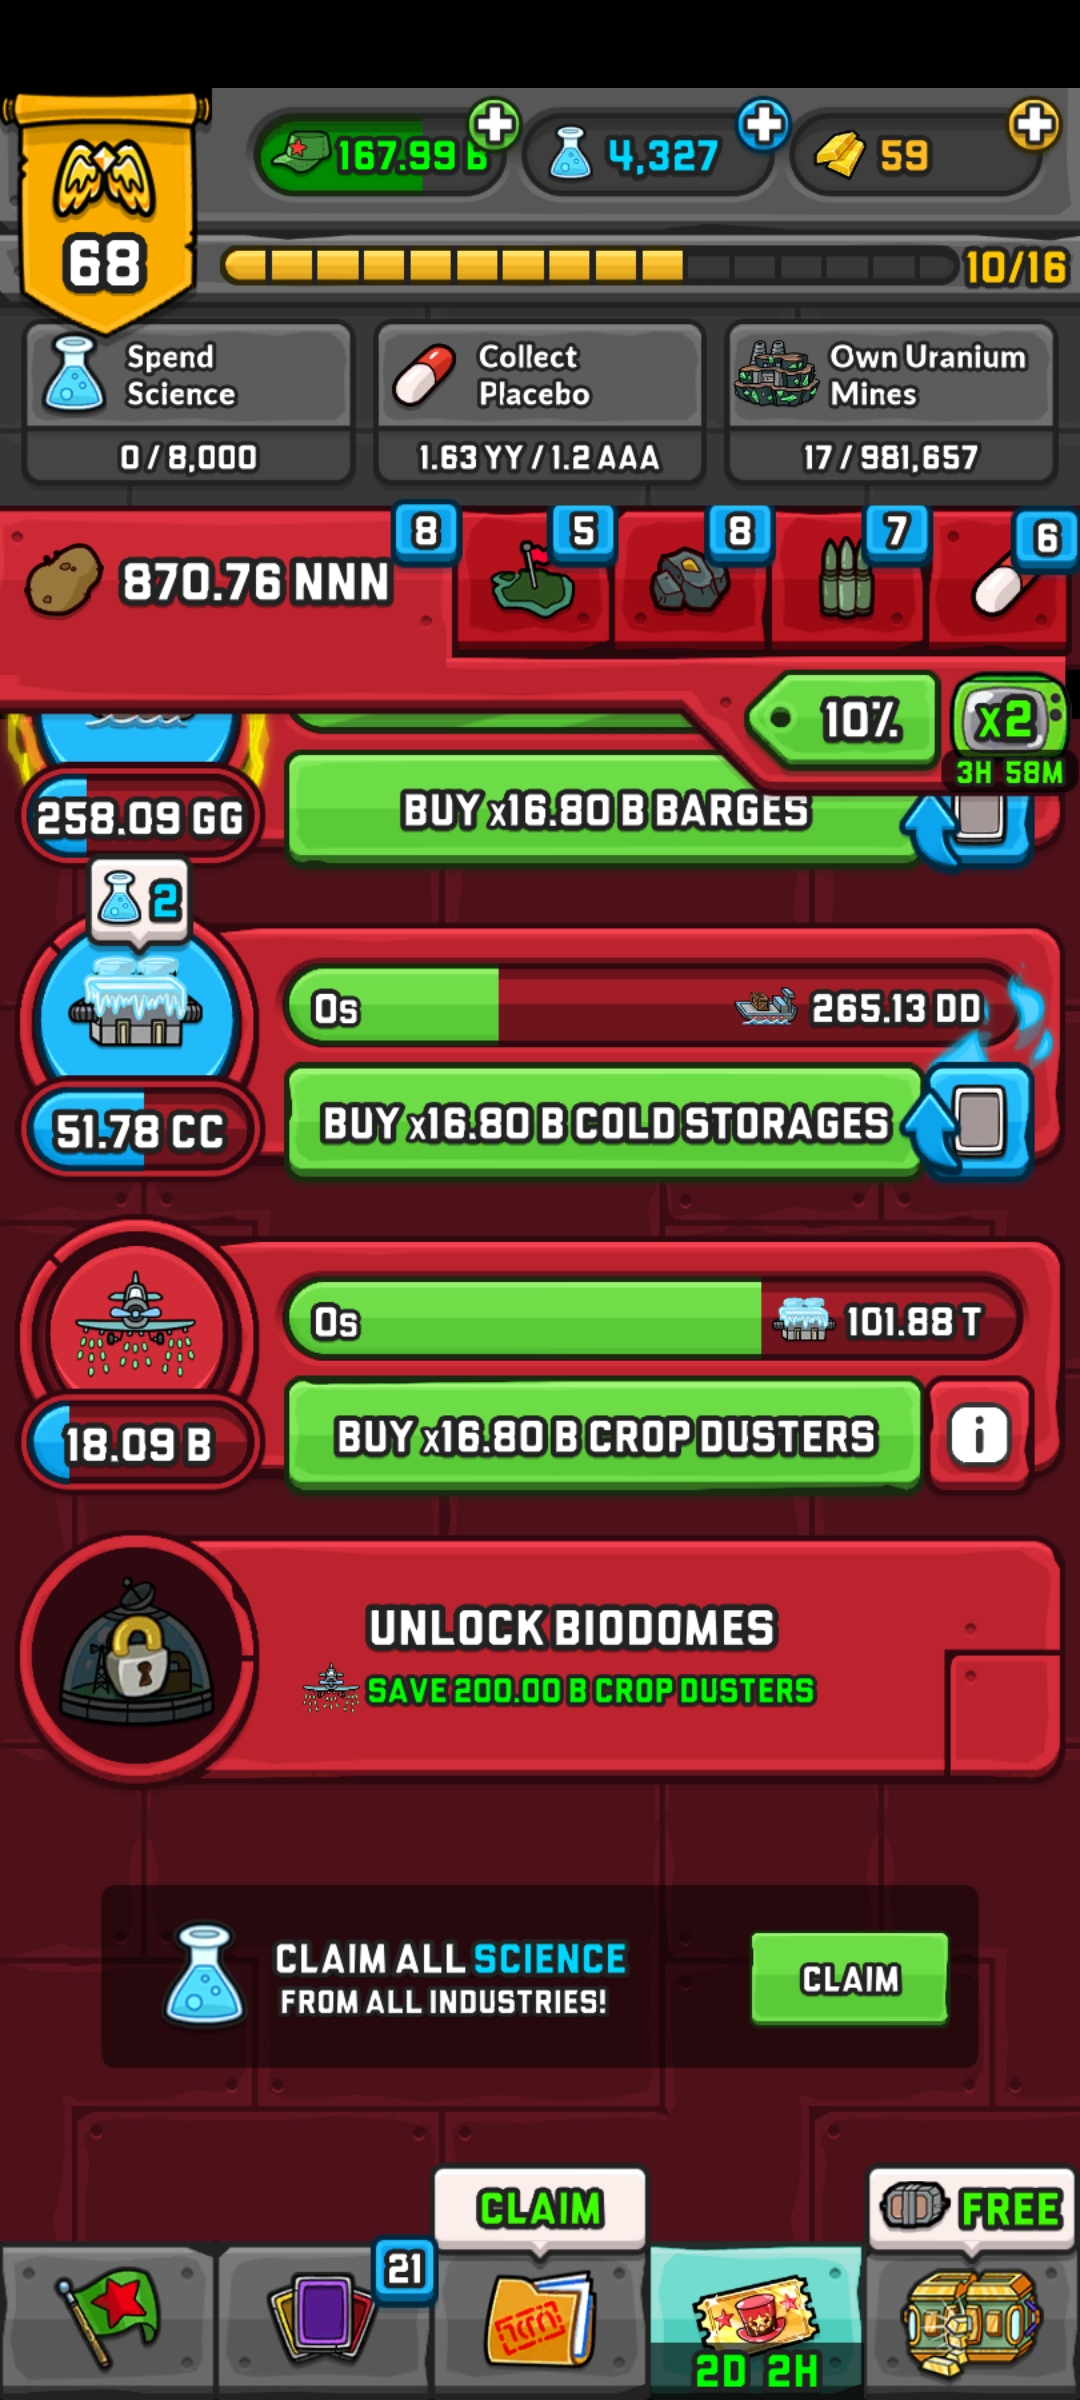 68
167.99 B
4,327
59
10/16
Spend
Science
0 / 8,000
Collect
Placebo
1.63 YY / 1.2 AAA
Own Uranium
Mines
17 / 981,657
870.76 NNN
8
5
8
7
6
10%
x2
3H 58M
258.09 GG
BUY x16.80 B BARGES
2
0s
265.13 DD
51.78 CC
BUY x16.80 B COLD STORAGES
0s
101.88 T
18.09 B
BUY x16.80 B CROP DUSTERS
i
UNLOCK BIODOMES
SAVE 200.00 B CROP DUSTERS
CLAIM ALL SCIENCE
FROM ALL INDUSTRIES!
CLAIM
CLAIM
FREE
21
2D 2H